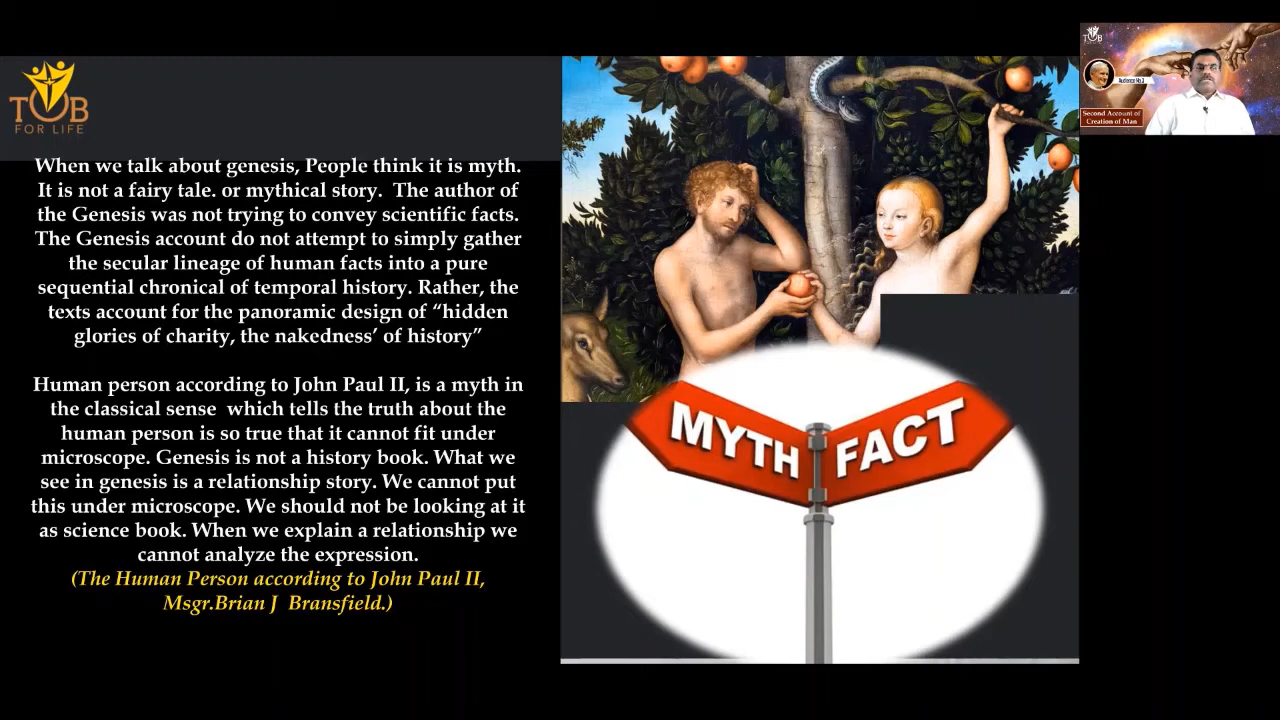 TOB
FOR LIFE
When we talk about genesis, People think it is myth.
It is not a fairy tale. or mythical story.  The author of
the Genesis was not trying to convey scientific facts.
The Genesis account do not attempt to simply gather
the secular lineage of human facts into a pure
sequential chronical of temporal history. Rather, the
texts account for the panoramic design of “hidden
glories of charity, the nakedness’ of history”
Human person according to John Paul II, is a myth in
the classical sense  which tells the truth about the
human person is so true that it cannot fit under
microscope. Genesis is not a history book. What we
see in genesis is a relationship story. We cannot put
this under microscope. We should not be looking at it
as science book. When we explain a relationship we
cannot analyze the expression.
(The Human Person according to John Paul II,
Msgr.Brian J  Bransfield.)
MYTH
FACT
TOB
Audience No.3
Second Account of
Creation of Man